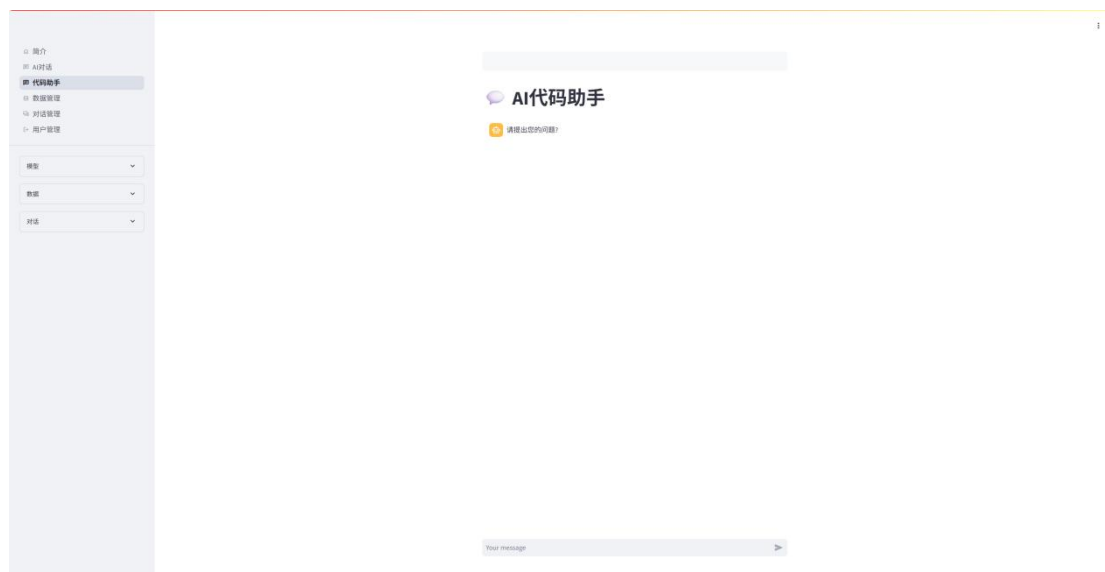 简介
AI对话
代码助手
数据管理
对话管理
用户管理
模型
数据
对话
AI代码助手
请提出您的问题?
Your message